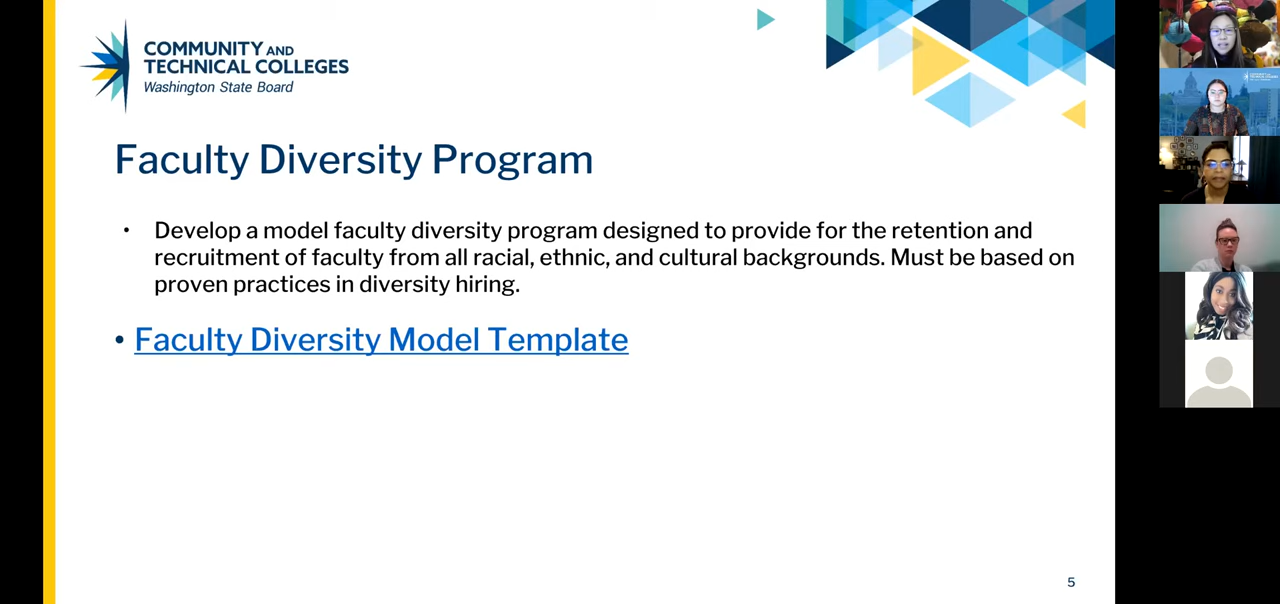 COMMUNITY AND
TECHNICAL COLLEGES
Washington State Board
Faculty Diversity Program
• Develop a model faculty diversity program designed to provide for the retention and
recruitment of faculty from all racial, ethnic, and cultural backgrounds. Must be based on
proven practices in diversity hiring.
• Faculty Diversity Model Template
5